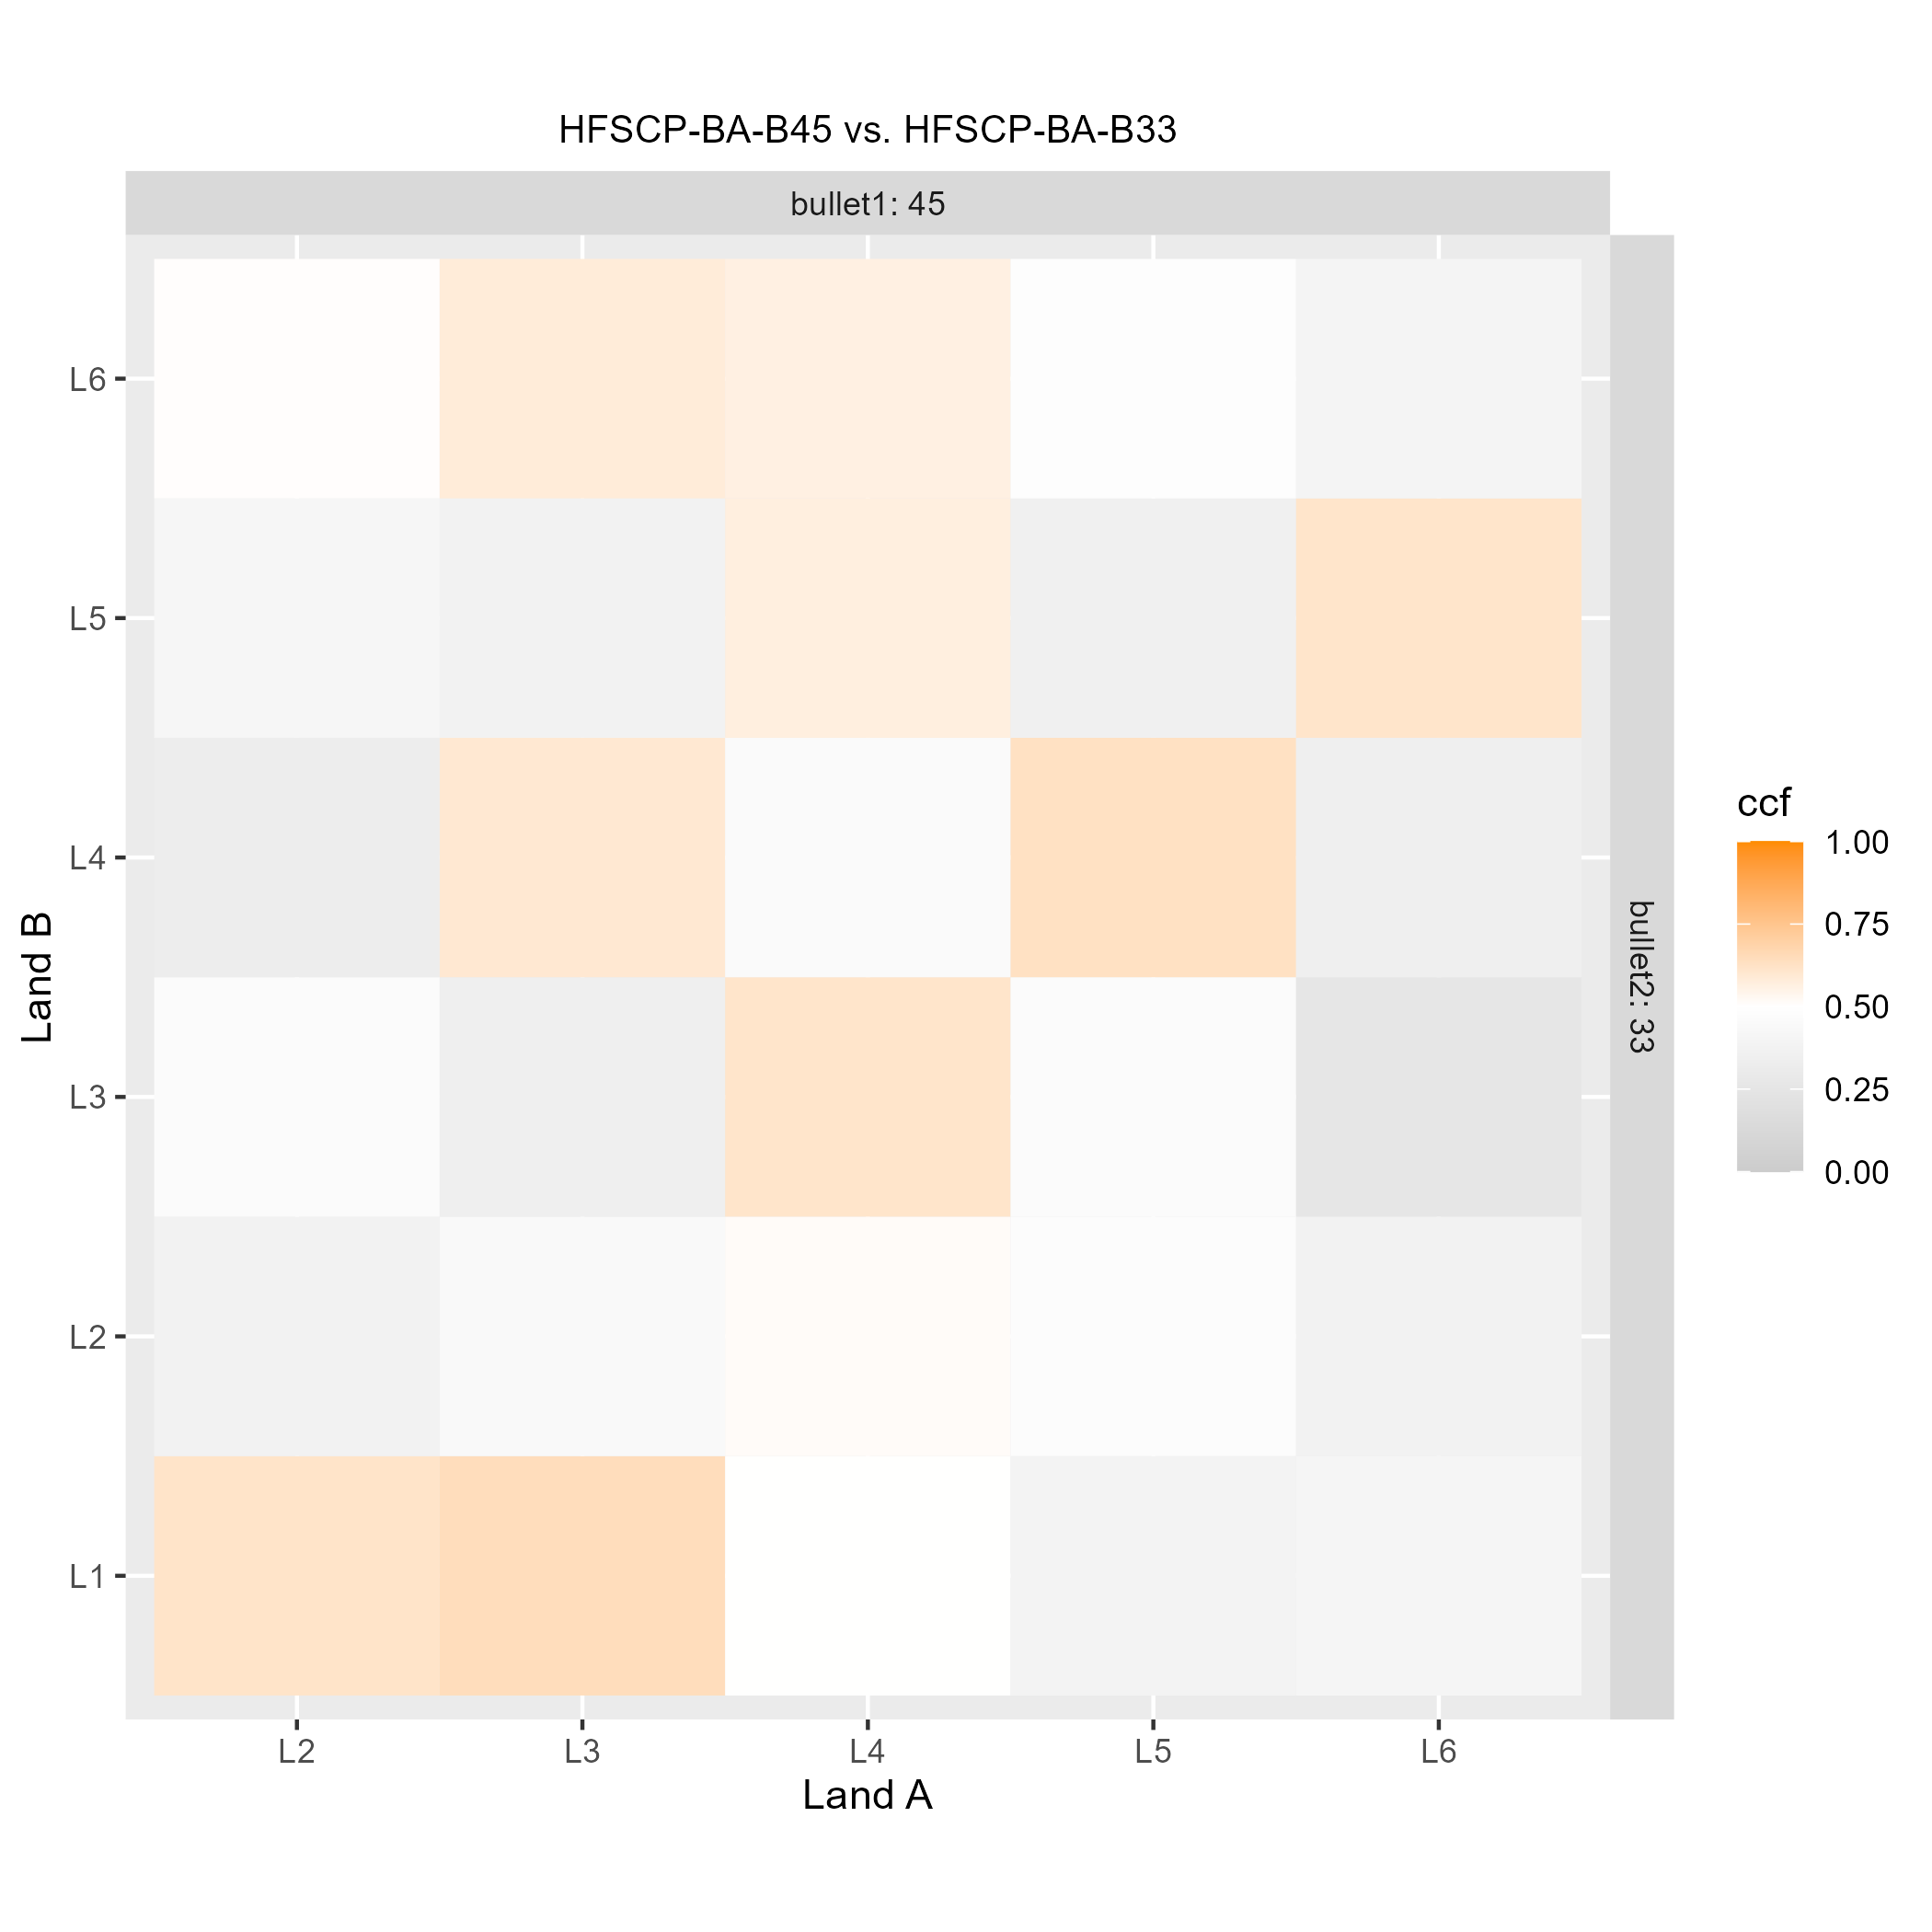 HFSCP-BA-B45 vs. HFSCP-BA-B33
bullet1: 45
L6
L5
L4
L3
L2
L1
Land B
bullet2: 33
L2
L3
L4
L5
L6
Land A
ccf
1.00
0.75
0.50
0.25
0.00